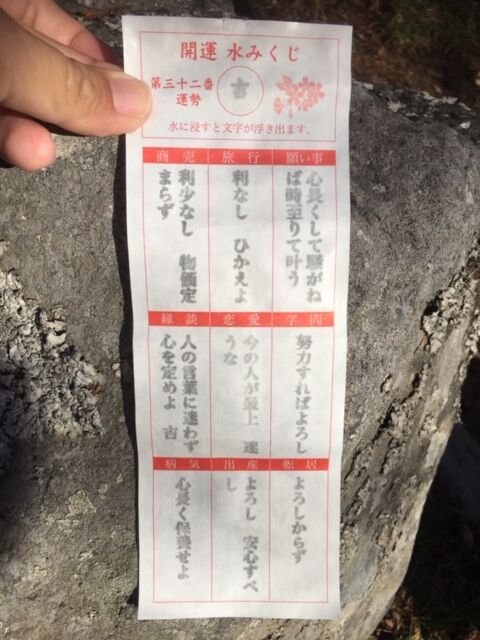 開運 水みくじ
第三十二番
運勢
吉
水に浸すと文字が浮き出ます。
願い事
心長くして騒がね
ば時至りて叶う
旅行
利なし ひかえよ
商売
利少なし 物価定
まらず
学問
努力すればよろし
恋愛
今の人が最上 迷
うな
縁談
人の言葉に迷わず
心を定めよ 吉
転居
よろしからず
出産
よろし 安心すべ
し
病気
心長く保養せよ